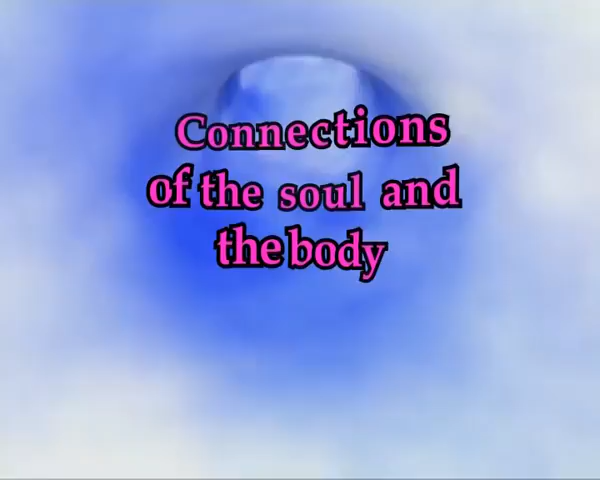 Connections
of the soul and
the body